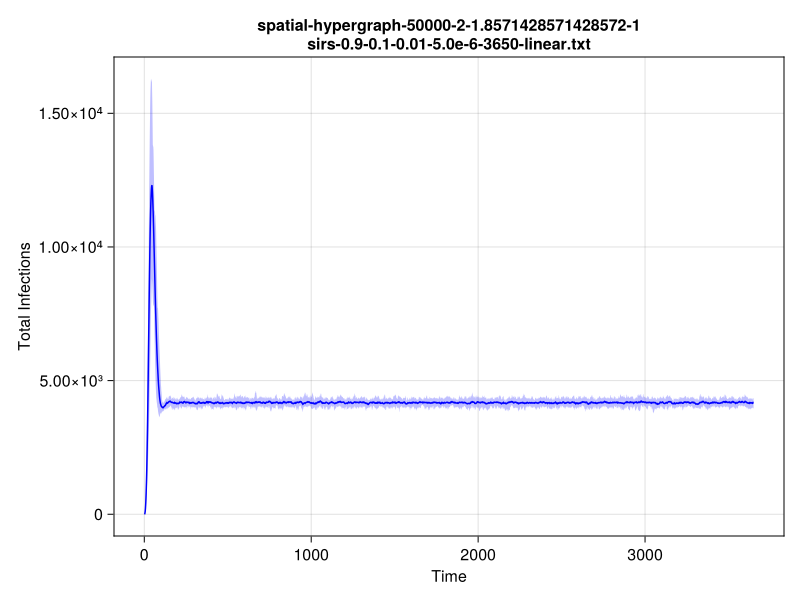 spatial-hypergraph-50000-2-1.8571428571428572-1
sirs-0.9-0.1-0.01-5.0e-6-3650-linear.txt
1.50×10⁴
1.00×10⁴
5.00×10³
0
Total Infections
0 1000 2000 3000
Time